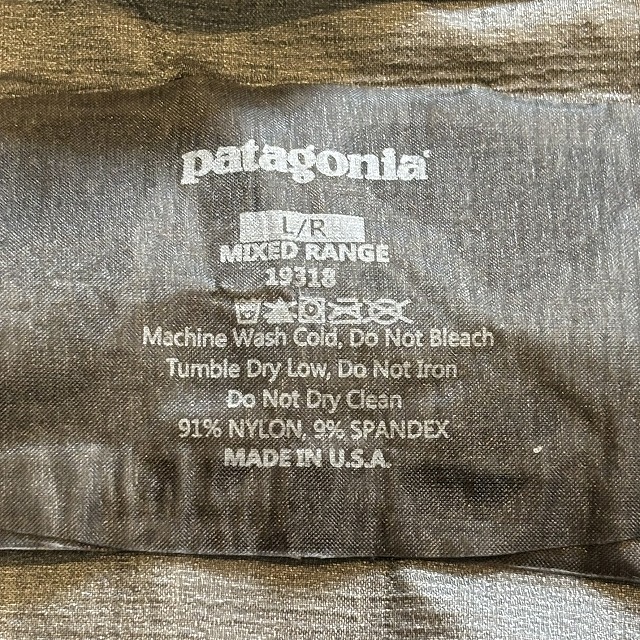 patagonia
L/R
MIXED RANGE
19318
Machine Wash Cold, Do Not Bleach
Tumble Dry Low, Do Not Iron
Do Not Dry Clean
91% NYLON, 9% SPANDEX
MADE IN U.S.A.